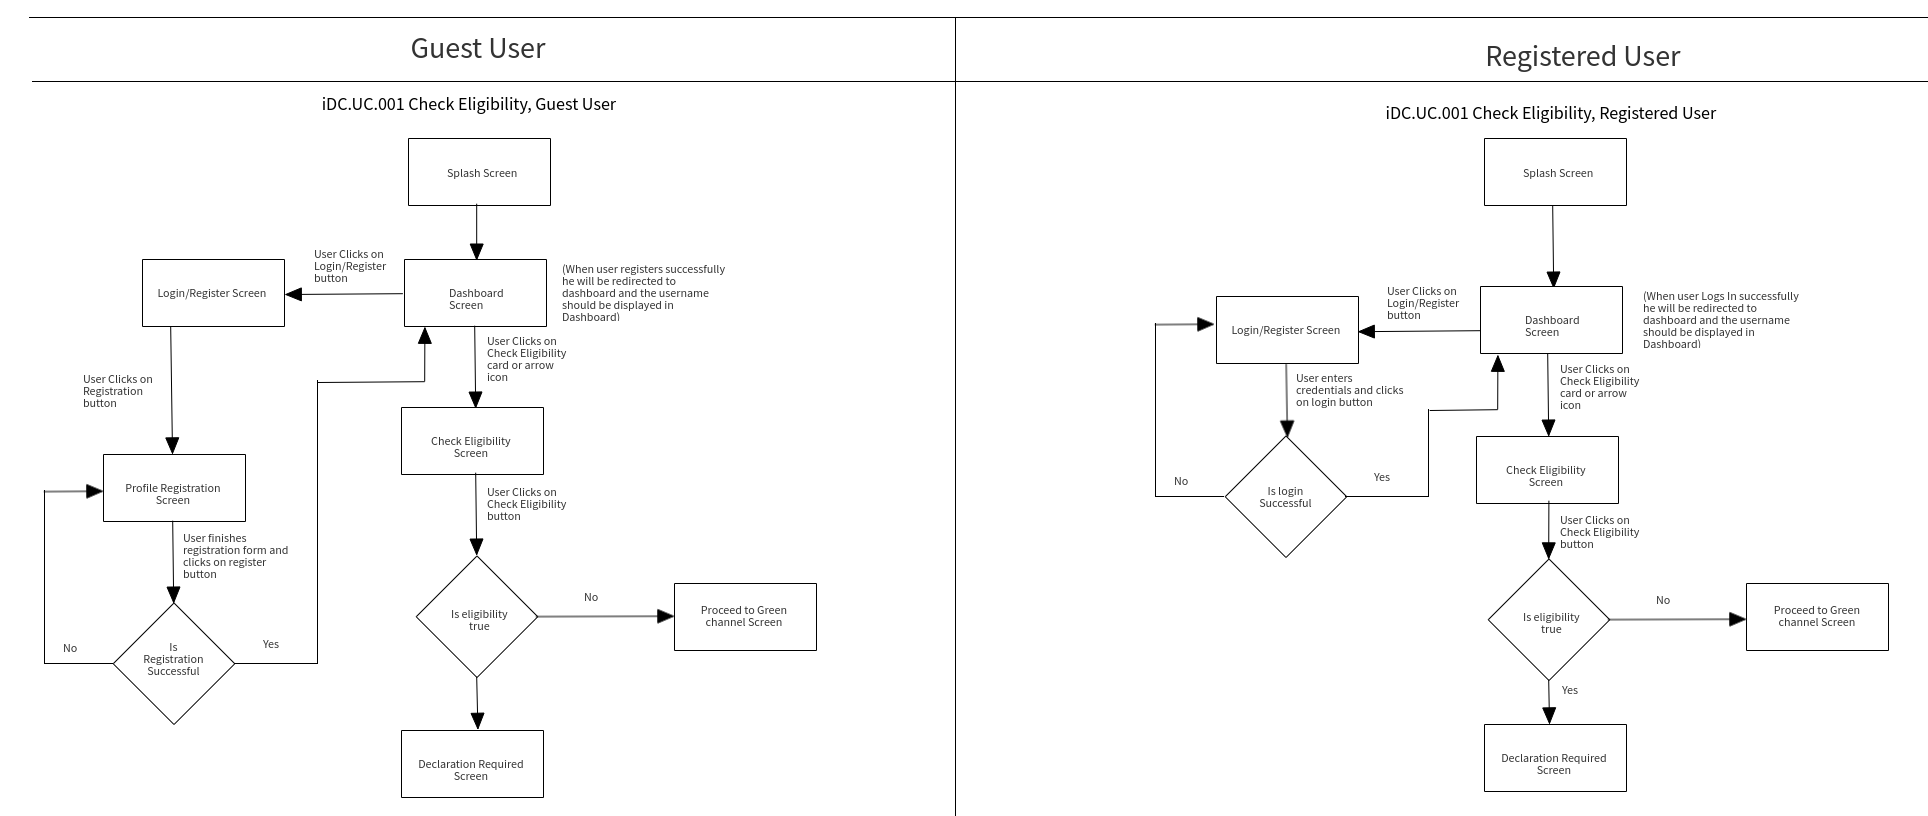 Guest User
iDC.UC.001 Check Eligibility, Guest User
Splash Screen
User Clicks on
Login/Register
button
Login/Register Screen
Dashboard
Screen
(When user registers successfully
he will be redirected to
dashboard and the username
should be displayed in
Dashboard)
User Clicks on
Check Eligibility
card or arrow
icon
User Clicks on
Registration
button
Check Eligibility
Screen
Profile Registration
Screen
User Clicks on
Check Eligibility
button
User finishes
registration form and
clicks on register
button
Is eligibility
true
No
Proceed to Green
channel Screen
Is
Registration
Successful
No
Yes
Declaration Required
Screen
Registered User
iDC.UC.001 Check Eligibility, Registered User
Splash Screen
User Clicks on
Login/Register
button
Login/Register Screen
Dashboard
Screen
(When user Logs In successfully
he will be redirected to
dashboard and the username
should be displayed in
Dashboard)
User enters
credentials and clicks
on login button
User Clicks on
Check Eligibility
card or arrow
icon
No
Is login
Successful
Yes
Check Eligibility
Screen
User Clicks on
Check Eligibility
button
Is eligibility
true
No
Proceed to Green
channel Screen
Yes
Declaration Required
Screen